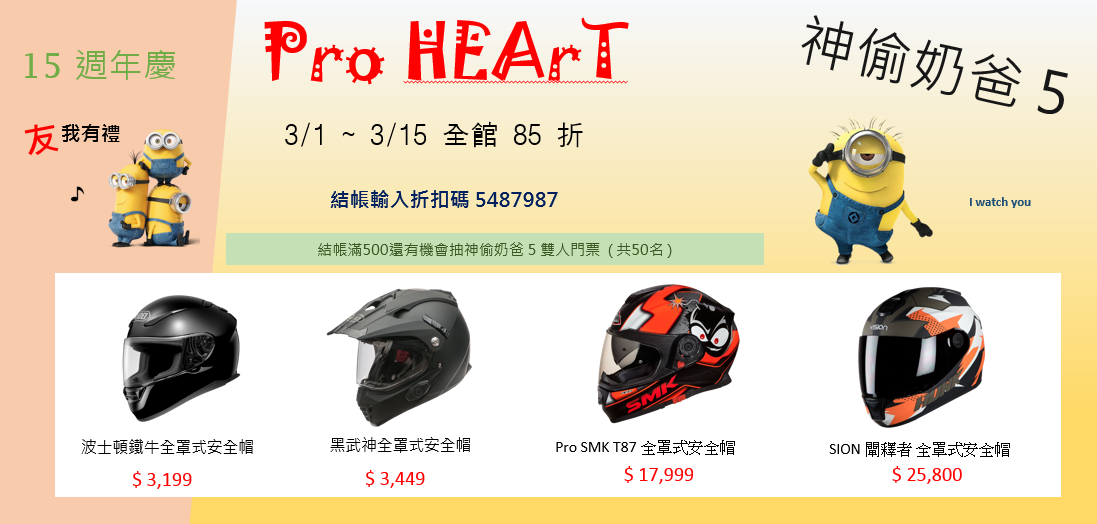 15 週年慶
Pro HEArT
神偷奶爸 5
友 我有禮
3/1 ~ 3/15 全館 85 折
結帳輸入折扣碼 5487987
I watch you
結帳滿500還有機會抽神偷奶爸 5 雙人門票 ( 共50名 )
VISION
SMK
波士頓鐵牛全罩式安全帽
黑武神全罩式安全帽
Pro SMK T87 全罩式安全帽
SION 闡釋者 全罩式安全帽
$ 3,199
$ 3,449
$ 17,999
$ 25,800